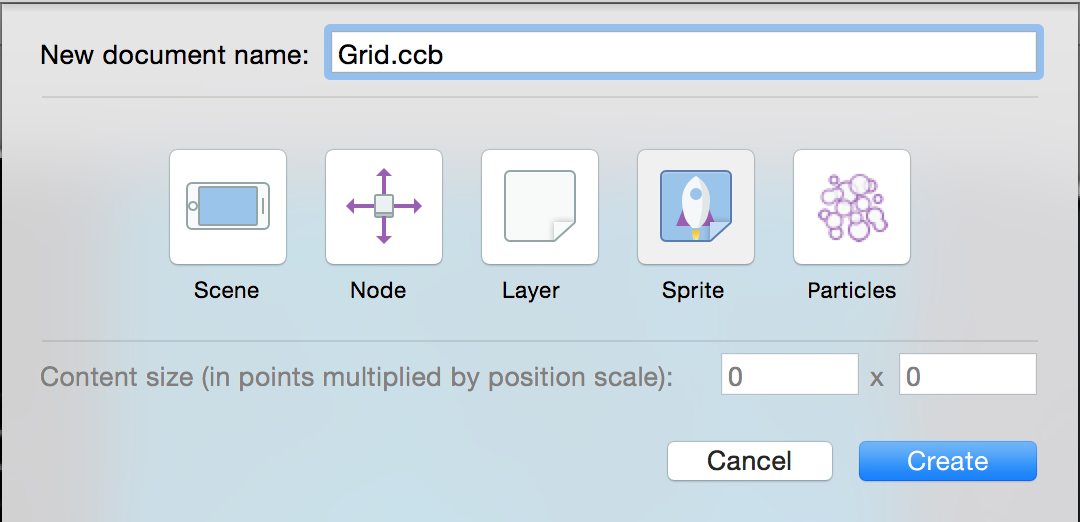 New document name: Grid.ccb
Scene Node Layer Sprite Particles
Content size (in points multiplied by position scale): 0 x 0
Cancel Create